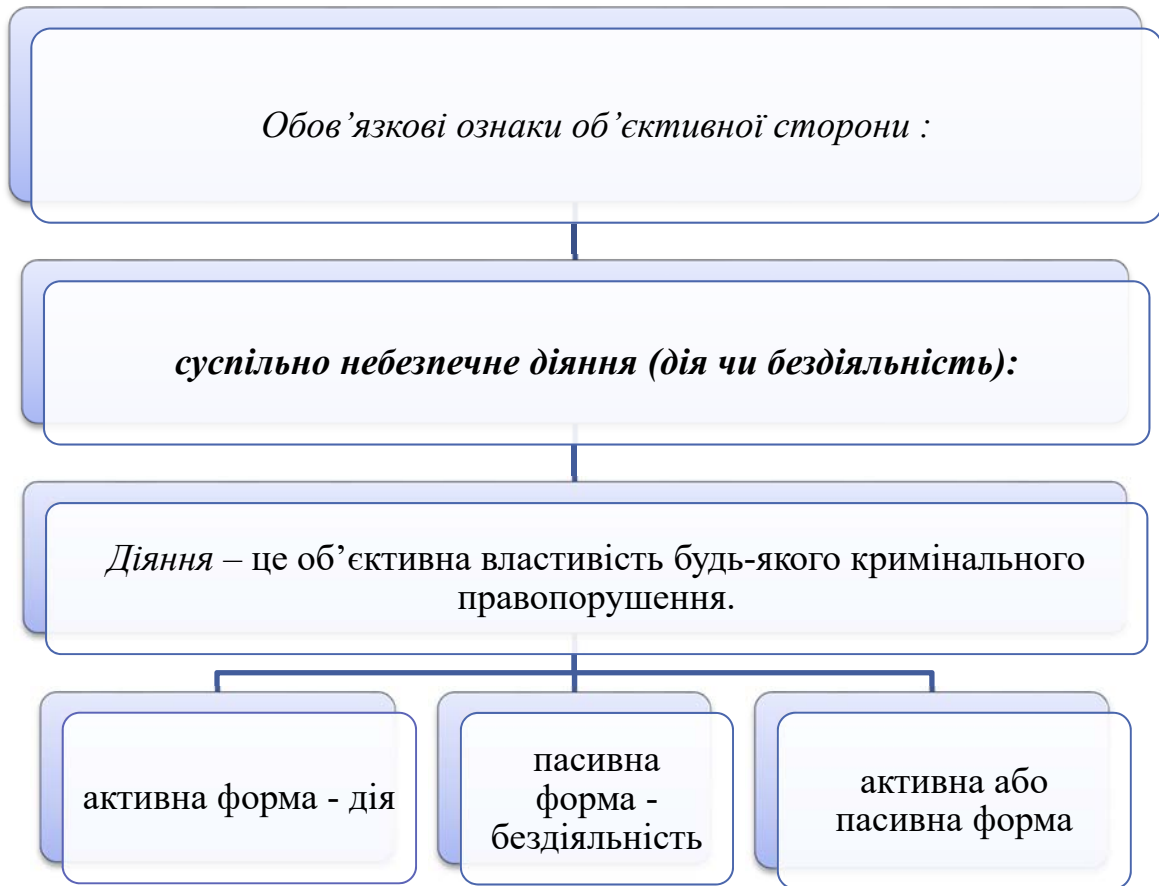 Обов’язкові ознаки об’єктивної сторони :
суспільно небезпечне діяння (дія чи бездіяльність):
Діяння – це об’єктивна властивість будь-якого кримінального
правопорушення.
активна форма - дія
пасивна
форма -
бездіяльність
активна або
пасивна форма